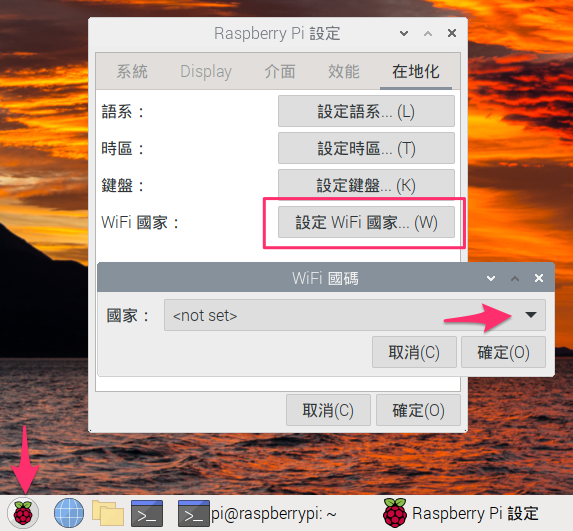 Raspberry Pi 設定
系統 Display 介面 效能 在地化
語系： 設定語系... (L)
時區： 設定時區... (T)
鍵盤： 設定鍵盤... (K)
WiFi 國家： 設定 WiFi 國家... (W)
WiFi 國碼
國家： <not set>
取消(C) 確定(O)
取消(C) 確定(O)
>_ >_ pi@raspberrypi: ~ Raspberry Pi 設定